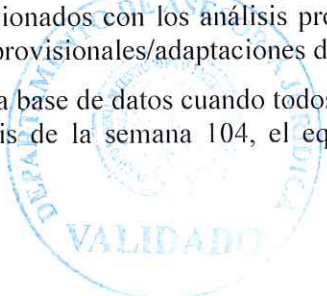 ionados con los análisis pro
provisionales/adaptaciones d
a base de datos cuando todos
is de la semana 104, el eq
DEPARTAMENTO DE ASESORÍA JURÍDICA
VALIDADO